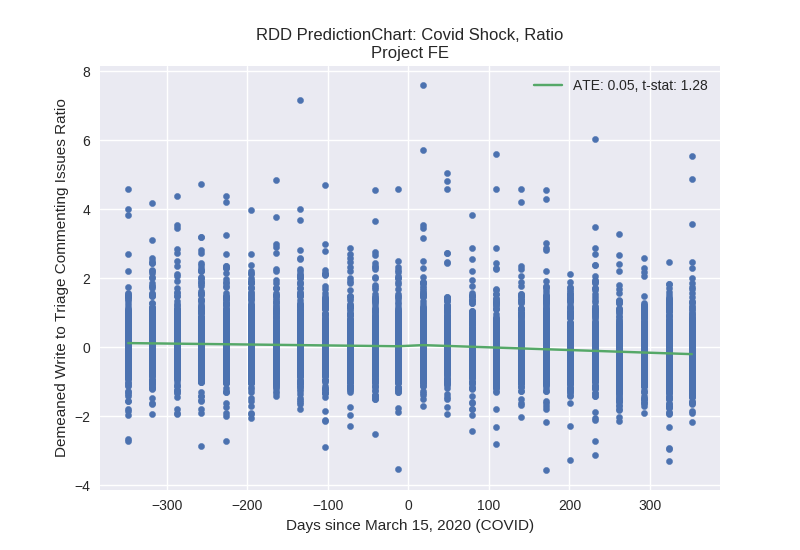 RDD PredictionChart: Covid Shock, Ratio
Project FE
ATE: 0.05, t-stat: 1.28
Demeaned Write to Triage Commenting Issues Ratio
8
6
4
2
0
−2
−4
−300 −200 −100 0 100 200 300
Days since March 15, 2020 (COVID)